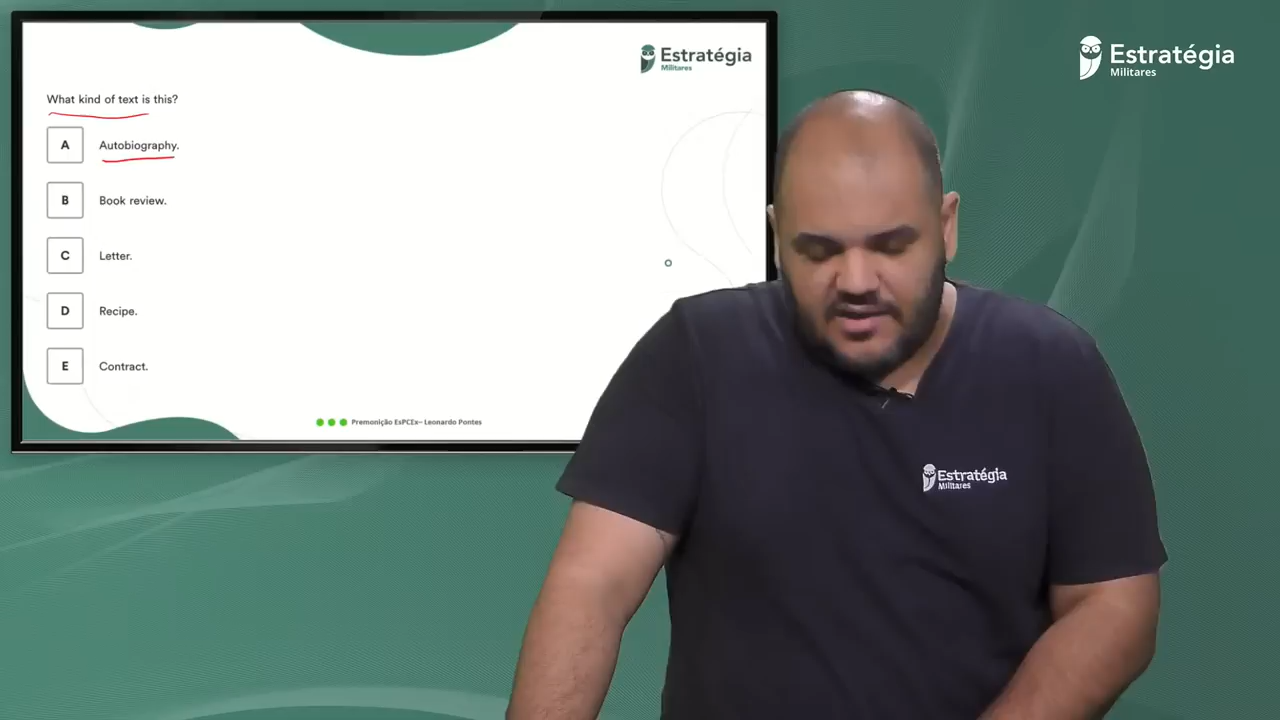 Estratégia
Militares
What kind of text is this?
A Autobiography.
B Book review.
C Letter.
D Recipe.
E Contract.
Premonição EsPCEx– Leonardo Pontes
Estratégia
Militares
Estratégia
Militares